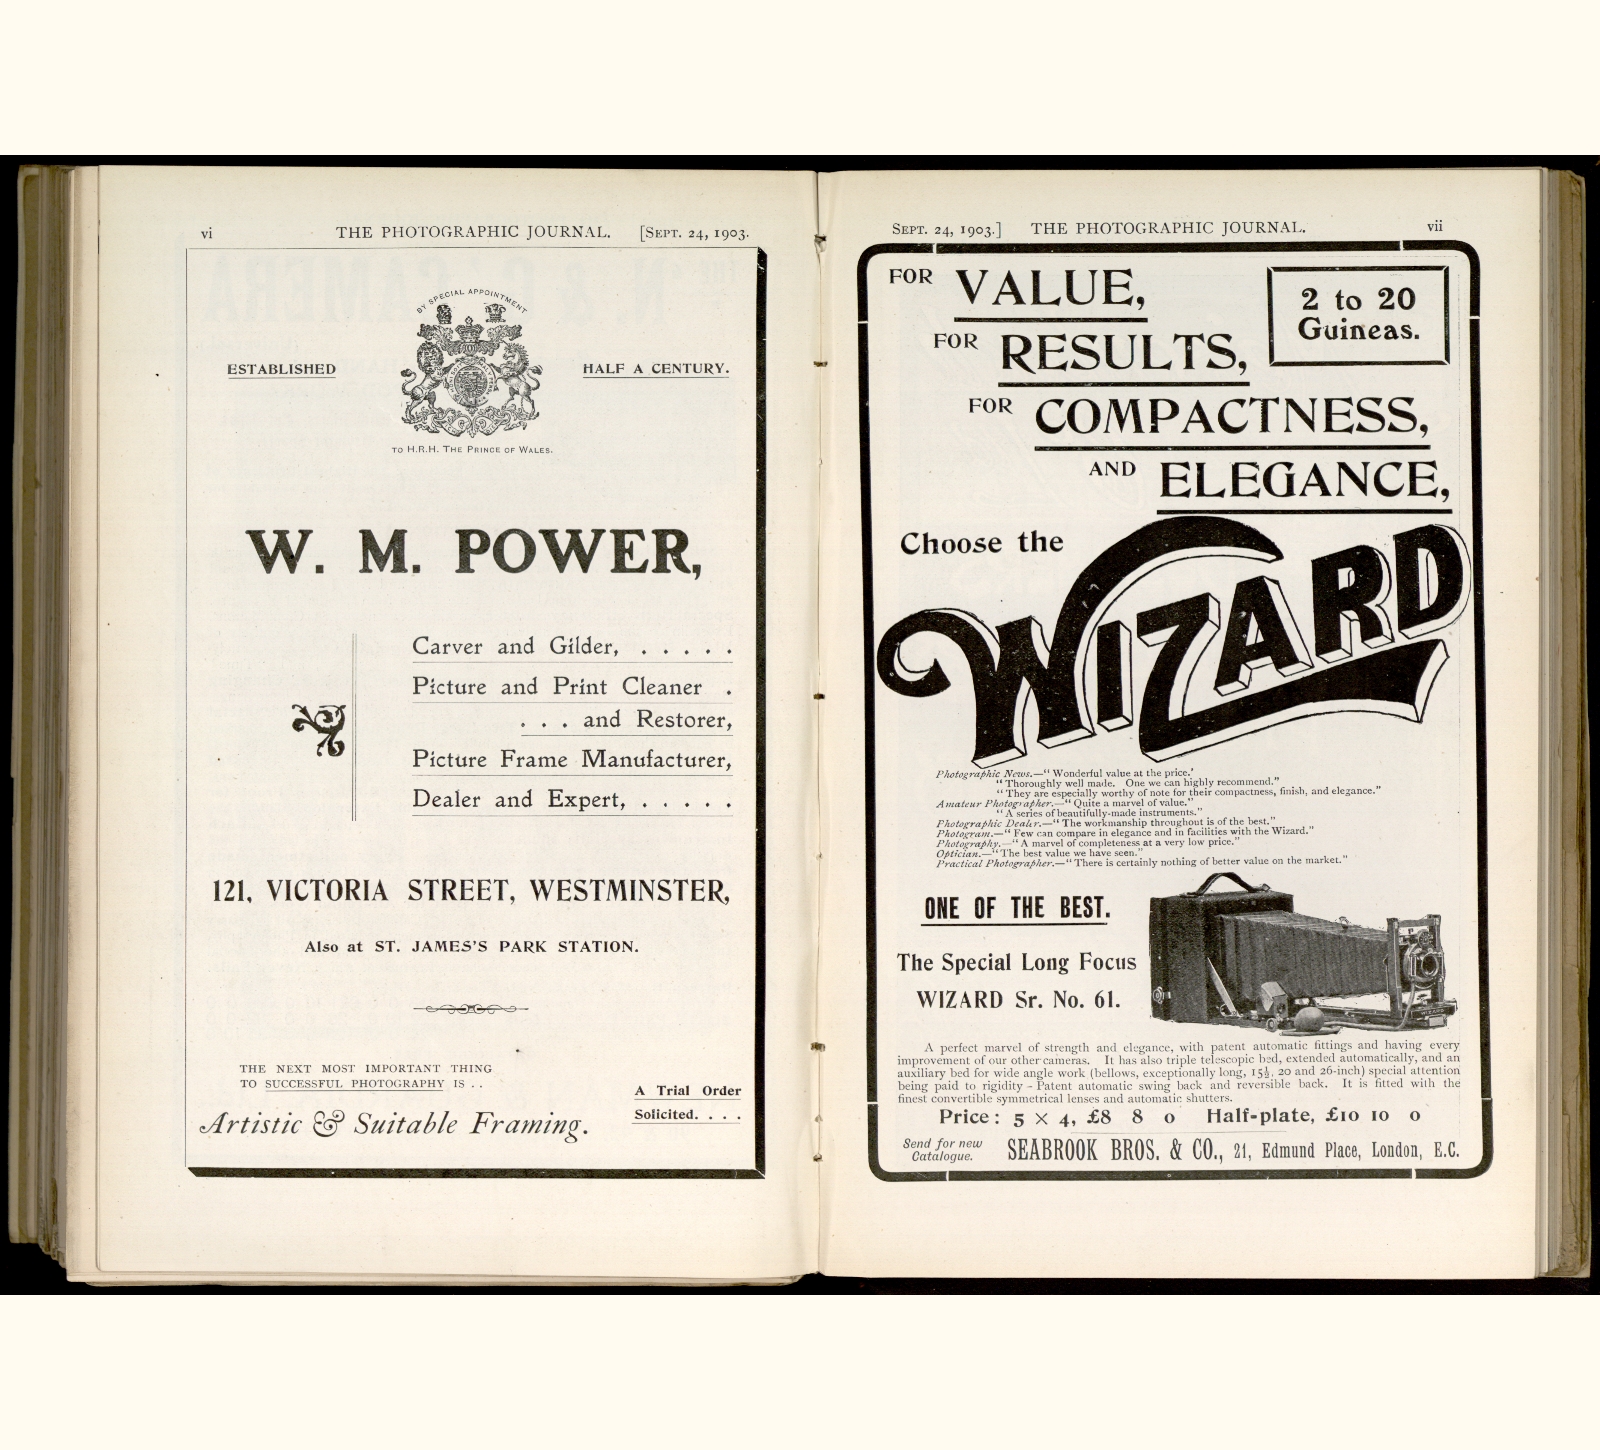 vi THE PHOTOGRAPHIC JOURNAL. [SEPT. 24, 1903.
BY SPECIAL APPOINTMENT
ESTABLISHED HALF A CENTURY.
TO H.R.H. THE PRINCE OF WALES.
W. M. POWER,
Carver and Gilder, . . . . .
Picture and Print Cleaner .
. . . and Restorer,
Picture Frame Manufacturer,
Dealer and Expert, . . . . .
121, VICTORIA STREET, WESTMINSTER,
Also at ST. JAMES'S PARK STATION.
THE NEXT MOST IMPORTANT THING
TO SUCCESSFUL PHOTOGRAPHY IS . .
Artistic & Suitable Framing.
A Trial Order
Solicited. . . .
SEPT. 24, 1903.] THE PHOTOGRAPHIC JOURNAL. vii
FOR VALUE,
2 to 20
Guineas.
FOR RESULTS,
FOR COMPACTNESS,
AND ELEGANCE,
Choose the
WIZARD
Photographic News.—"Wonderful value at the price.'
"Thoroughly well made. One we can highly recommend."
"They are especially worthy of note for their compactness, finish, and elegance."
Amateur Photographer.—"Quite a marvel of value."
"A series of beautifully-made instruments."
Photographic Dealer.—"The workmanship throughout is of the best."
Photogram.—"Few can compare in elegance and in facilities with the Wizard."
Photography.—"A marvel of completeness at a very low price."
Optician.—"The best value we have seen."
Practical Photographer.—"There is certainly nothing of better value on the market."
ONE OF THE BEST.
The Special Long Focus
WIZARD Sr. No. 61.
WIZARD
A perfect marvel of strength and elegance, with patent automatic fittings and having every
improvement of our other cameras. It has also triple telescopic bed, extended automatically, and an
auxiliary bed for wide angle work (bellows, exceptionally long, 15½, 20 and 26-inch) special attention
being paid to rigidity – Patent automatic swing back and reversible back. It is fitted with the
finest convertible symmetrical lenses and automatic shutters.
Price: 5 × 4, £8 8 0 Half-plate, £10 10 0
Send for new
Catalogue.
SEABROOK BROS. & CO., 21, Edmund Place, London, E.C.